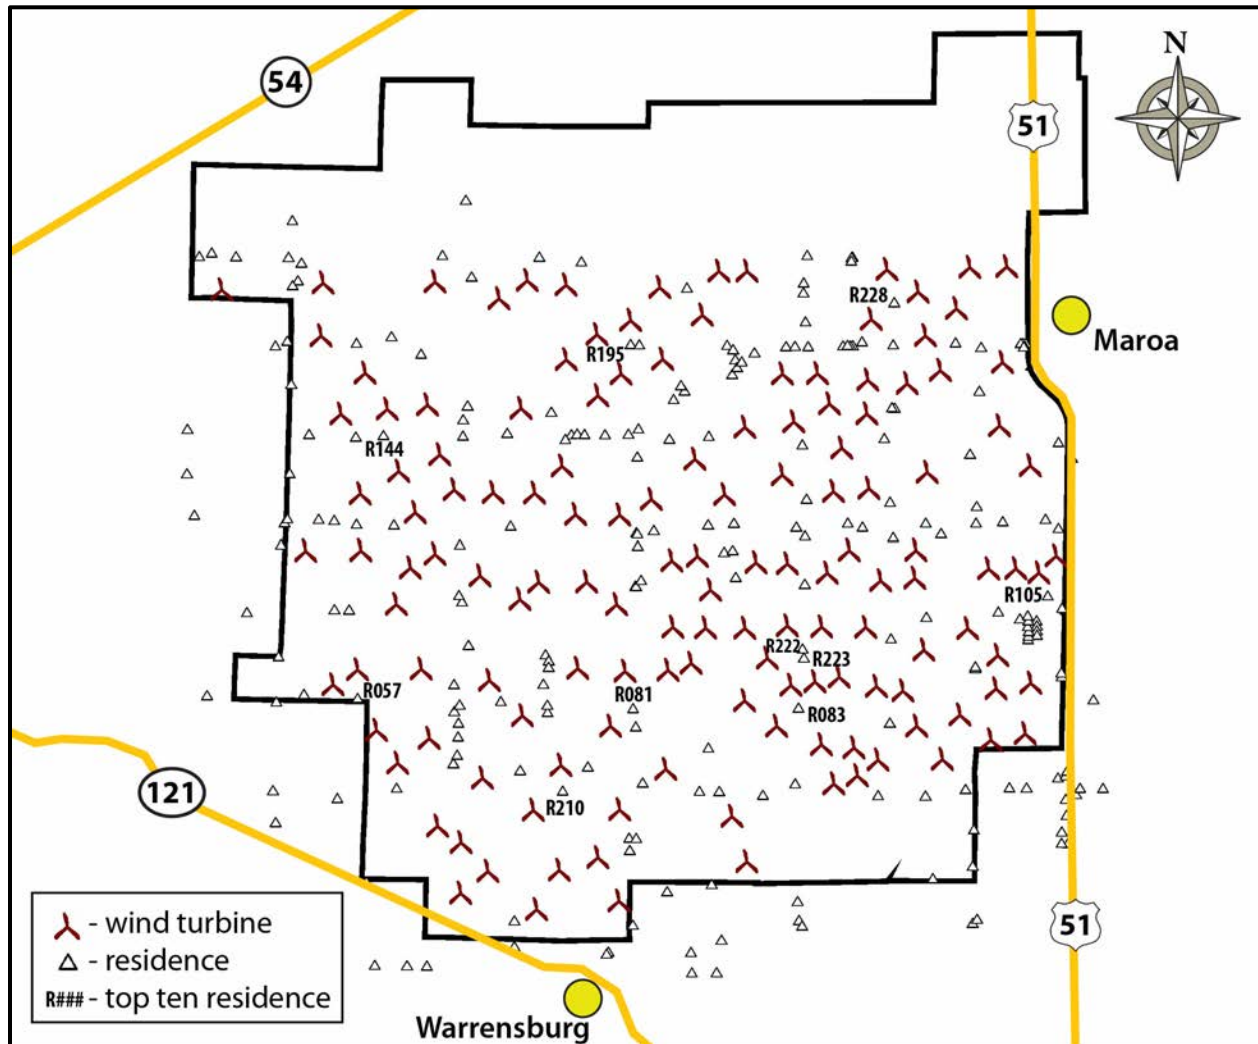 N
54
51
R228
Maroa
R195
R144
R105
R222
R223
R057
R081
R083
121
R210
- wind turbine
- residence
R### - top ten residence
51
Warrensburg